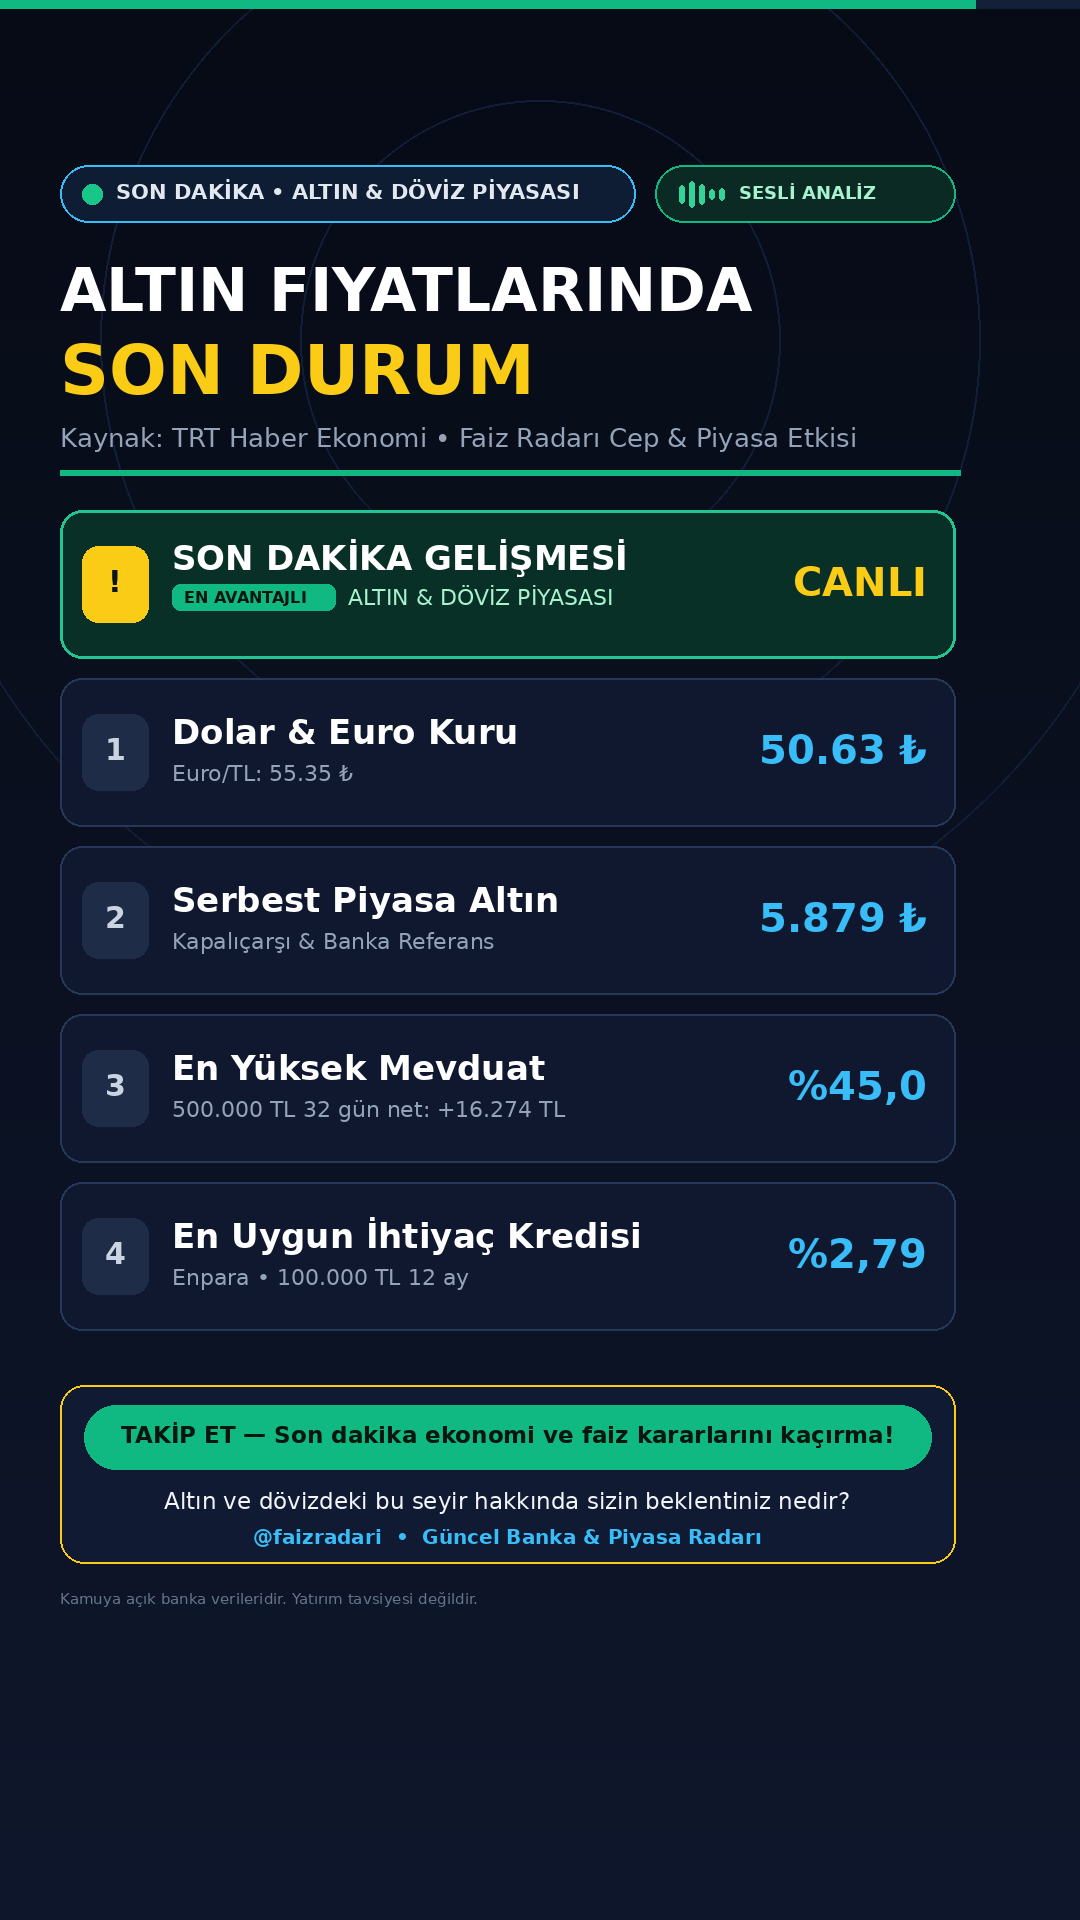 SON DAKİKA • ALTIN & DÖVİZ PİYASASI
SESLİ ANALİZ
ALTIN FIYATLARINDA
SON DURUM
Kaynak: TRT Haber Ekonomi • Faiz Radarı Cep & Piyasa Etkisi
!
SON DAKİKA GELİŞMESİ
EN AVANTAJLI
ALTIN & DÖVİZ PİYASASI
CANLI
1
Dolar & Euro Kuru
Euro/TL: 55.35 ₺
50.63 ₺
2
Serbest Piyasa Altın
Kapalıçarşı & Banka Referans
5.879 ₺
3
En Yüksek Mevduat
500.000 TL 32 gün net: +16.274 TL
%45,0
4
En Uygun İhtiyaç Kredisi
Enpara • 100.000 TL 12 ay
%2,79
TAKİP ET — Son dakika ekonomi ve faiz kararlarını kaçırma!
Altın ve dövizdeki bu seyir hakkında sizin beklentiniz nedir?
@faizradari • Güncel Banka & Piyasa Radarı
Kamuya açık banka verileridir. Yatırım tavsiyesi değildir.